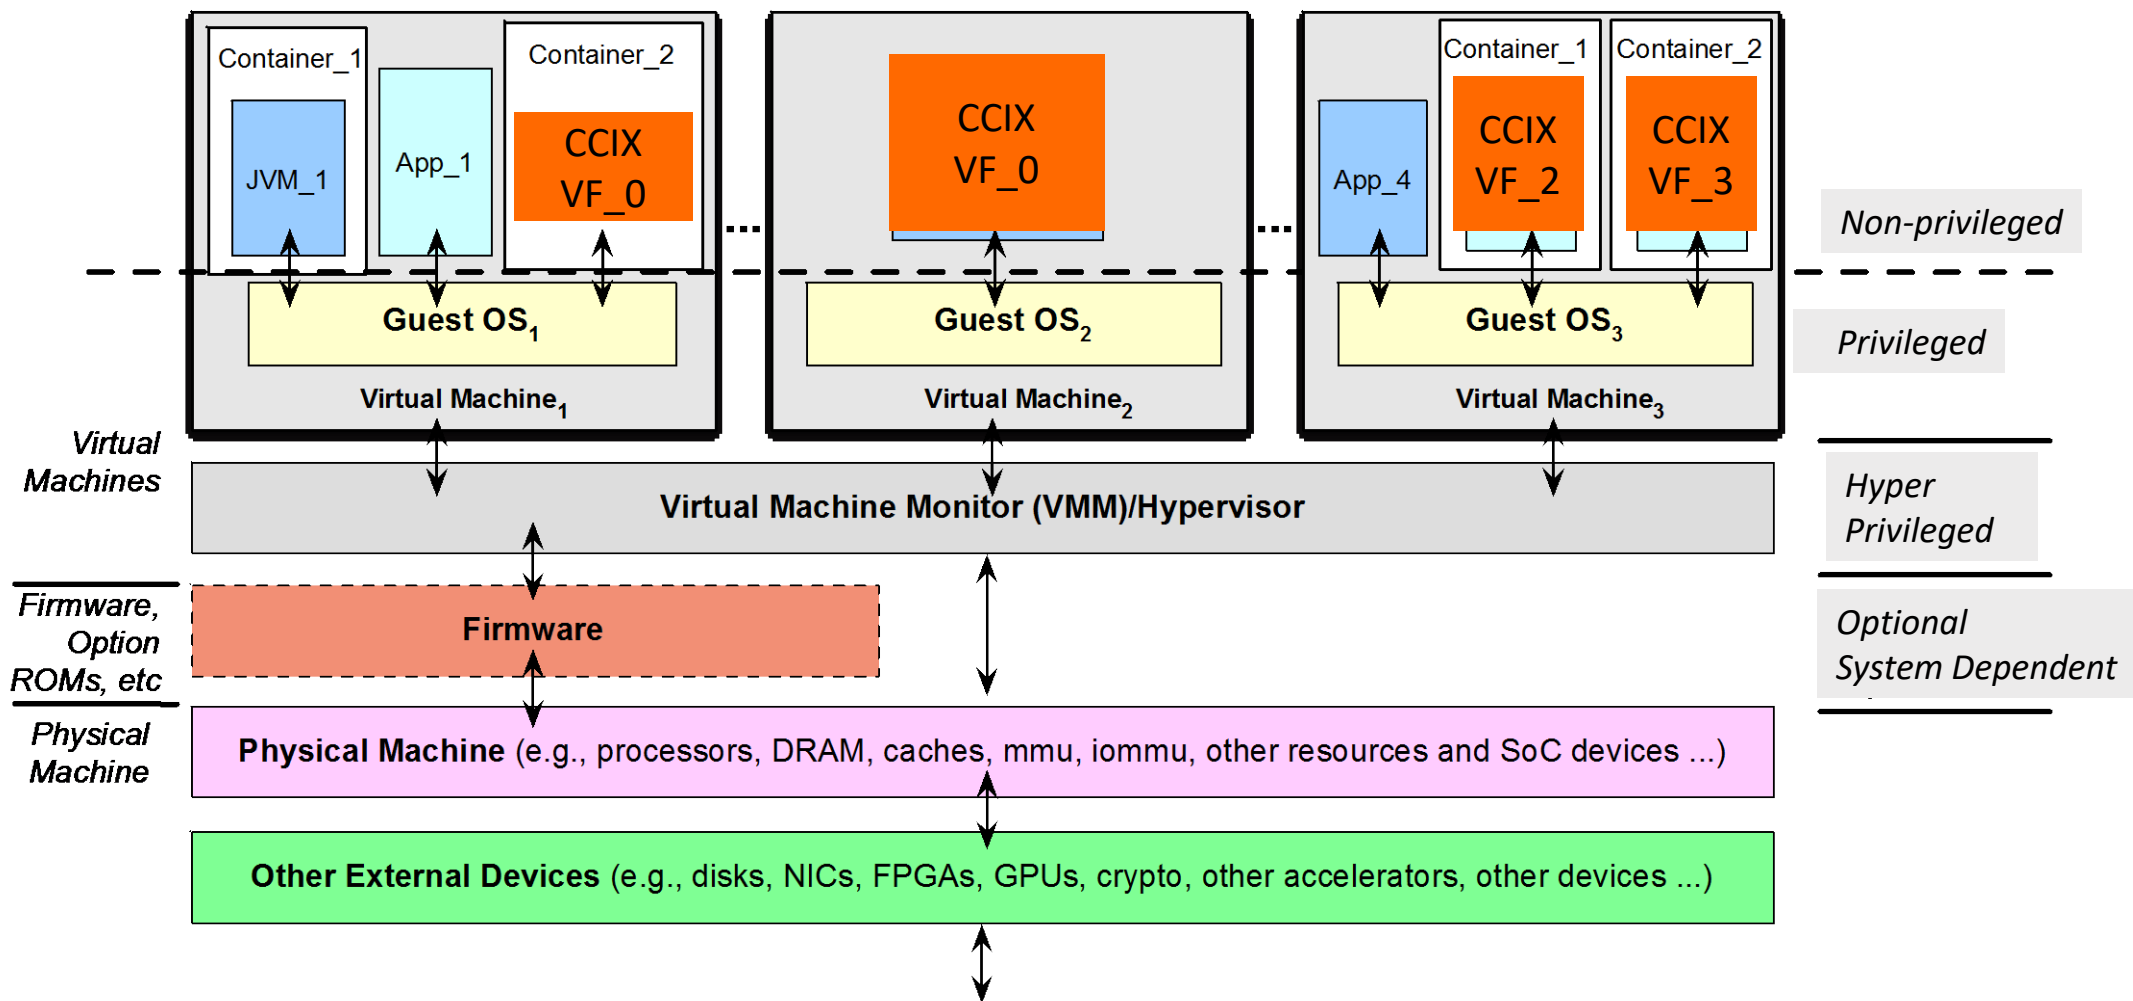 Container_1
JVM_1
App_1
Container_2
CCIX
VF_0
CCIX
VF_0
App_4
Container_1
CCIX
VF_2
Container_2
CCIX
VF_3
Non-privileged
Guest OS1
Guest OS2
Guest OS3
Privileged
Virtual Machine1
Virtual Machine2
Virtual Machine3
Virtual
Machines
Virtual Machine Monitor (VMM)/Hypervisor
Hyper
Privileged
Firmware,
Option
ROMs, etc
Firmware
Optional
System Dependent
Physical
Machine
Physical Machine (e.g., processors, DRAM, caches, mmu, iommu, other resources and SoC devices ...)
Other External Devices (e.g., disks, NICs, FPGAs, GPUs, crypto, other accelerators, other devices ...)